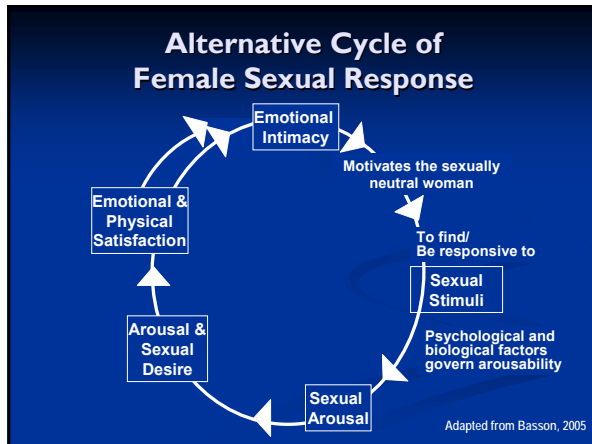 Alternative Cycle of
Female Sexual Response
Emotional
Intimacy
Motivates the sexually
neutral woman
To find/
Be responsive to
Sexual
Stimuli
Psychological and
biological factors
govern arousability
Sexual
Arousal
Arousal &
Sexual
Desire
Emotional &
Physical
Satisfaction
Adapted from Basson, 2005